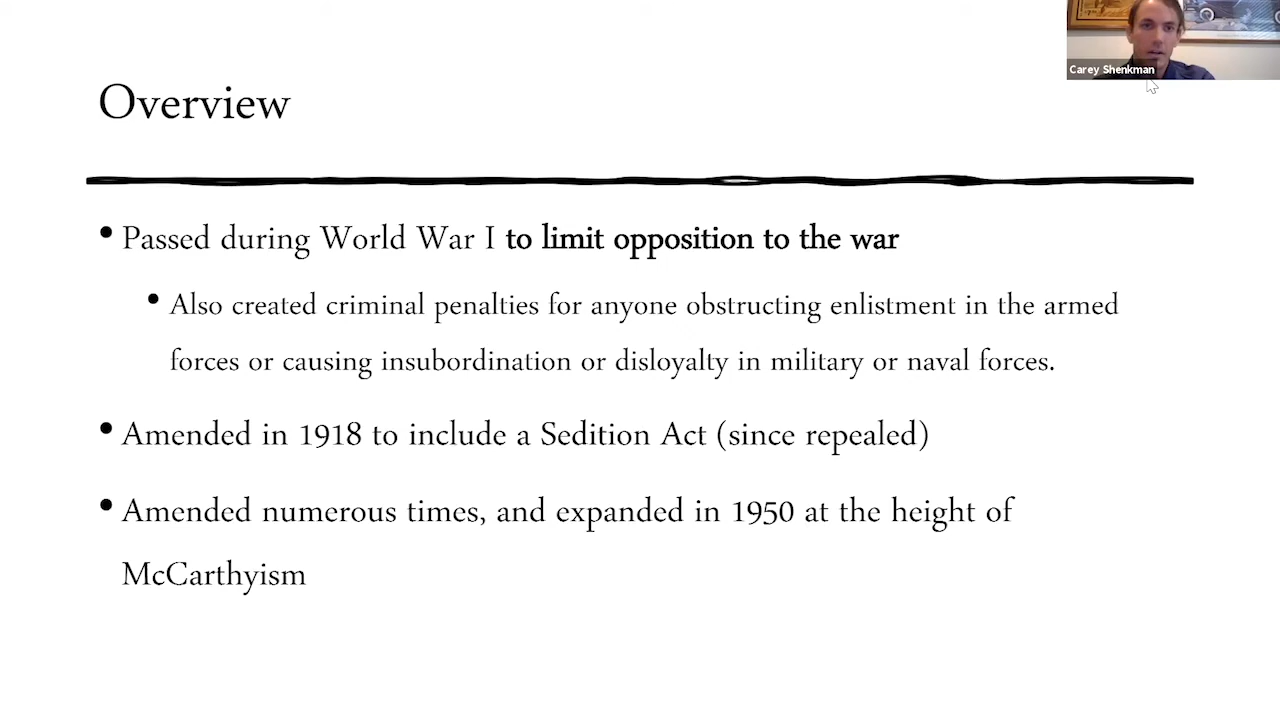 Carey Shenkman
Overview
• Passed during World War I to limit opposition to the war
• Also created criminal penalties for anyone obstructing enlistment in the armed
forces or causing insubordination or disloyalty in military or naval forces.
• Amended in 1918 to include a Sedition Act (since repealed)
• Amended numerous times, and expanded in 1950 at the height of
McCarthyism